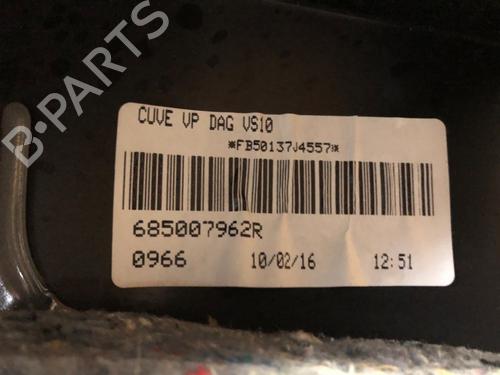 CUVE VP DAG VS10
*FB50137J4557*
685007962R
0966 10/02/16 12:51
B-PARTS